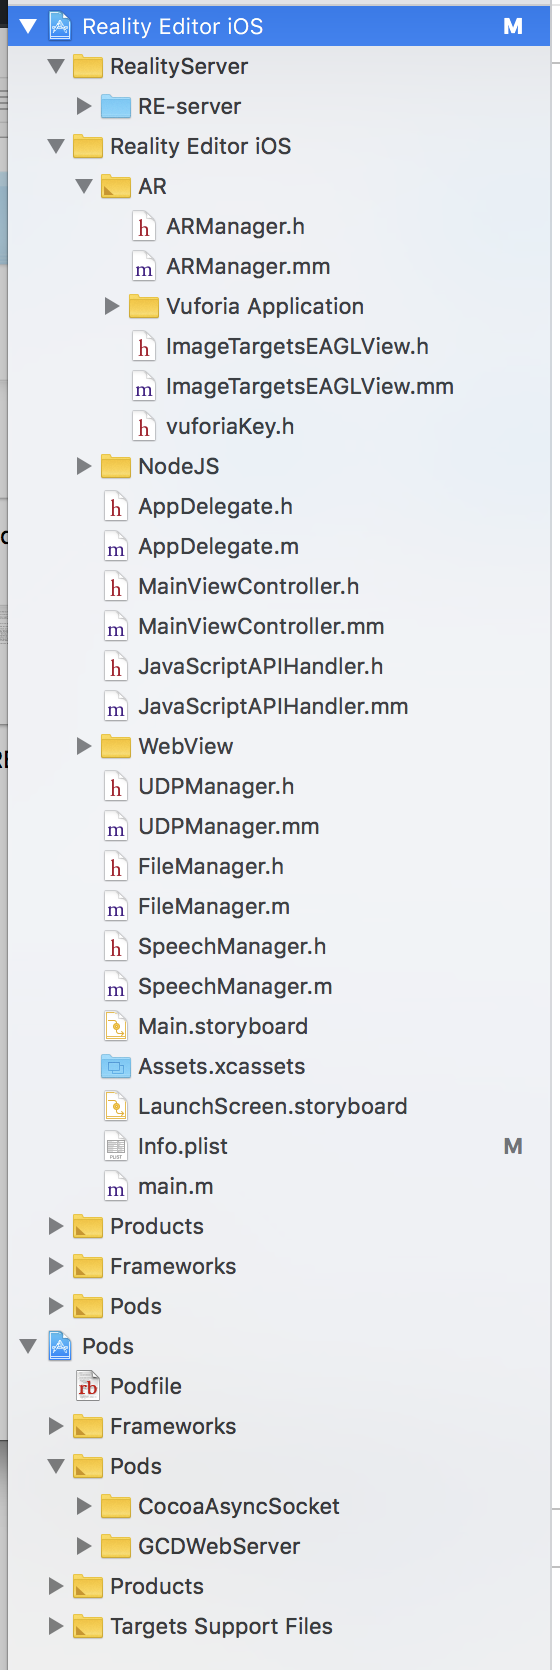 Reality Editor iOS M
RealityServer
RE-server
Reality Editor iOS
AR
h ARManager.h
m ARManager.mm
Vuforia Application
h ImageTargetsEAGLView.h
m ImageTargetsEAGLView.mm
h vuforiaKey.h
NodeJS
h AppDelegate.h
m AppDelegate.m
h MainViewController.h
m MainViewController.mm
h JavaScriptAPIHandler.h
m JavaScriptAPIHandler.mm
WebView
h UDPManager.h
m UDPManager.mm
h FileManager.h
m FileManager.m
h SpeechManager.h
m SpeechManager.m
Main.storyboard
Assets.xcassets
LaunchScreen.storyboard
PLIST Info.plist M
m main.m
Products
Frameworks
Pods
Pods
rb Podfile
Frameworks
Pods
CocoaAsyncSocket
GCDWebServer
Products
Targets Support Files